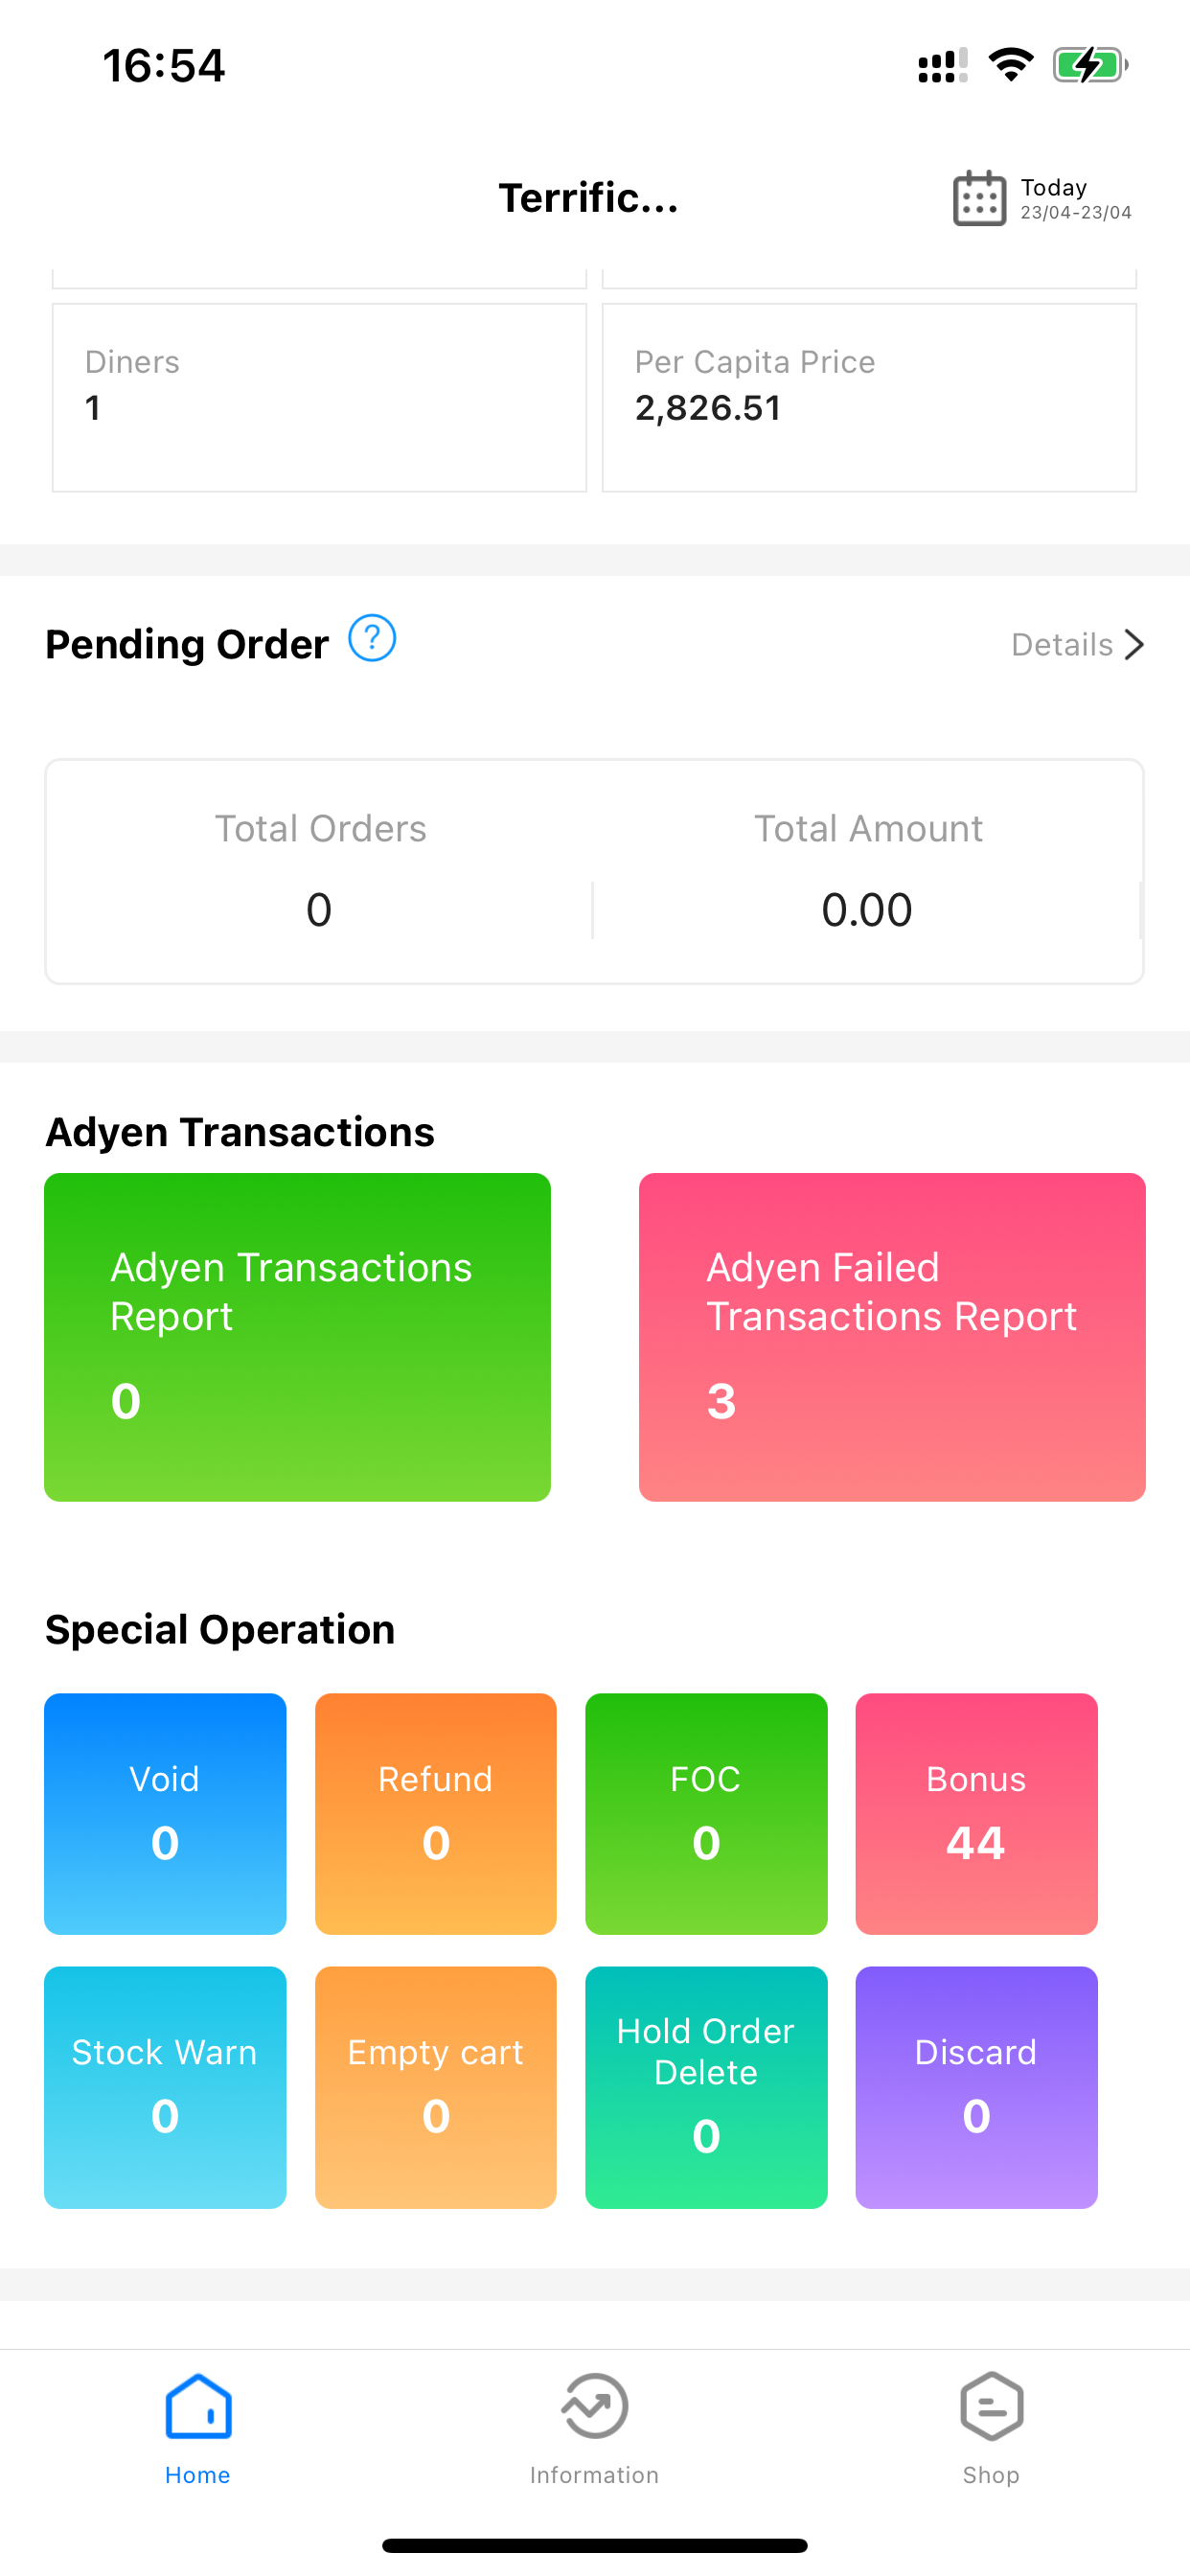 16:54
Terrific...
Today
23/04-23/04
Diners
1
Per Capita Price
2,826.51
Pending Order
?
Details
Total Orders
0
Total Amount
0.00
Adyen Transactions
Adyen Transactions
Report
0
Adyen Failed
Transactions Report
3
Special Operation
Void
0
Refund
0
FOC
0
Bonus
44
Stock Warn
0
Empty cart
0
Hold Order
Delete
0
Discard
0
Home
Information
Shop